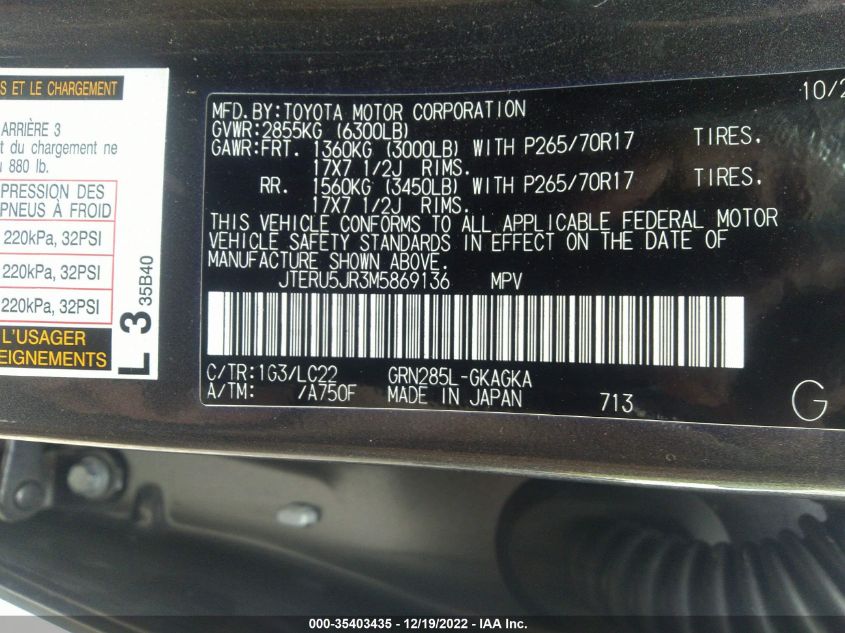 S ET LE CHARGEMENT
ARRIÈRE 3
t du chargement ne
880 lb.
PRESSION DES
PNEUS À FROID
220kPa, 32PSI
220kPa, 32PSI
220kPa, 32PSI
L'USAGER
EIGNEMENTS
L 3 35B40
10/2
MFD.BY:TOYOTA MOTOR CORPORATION
GVWR:2855KG (6300LB)
GAWR:FRT. 1360KG (3000LB) WITH P265/70R17 TIRES.
17X7 1/2J RIMS.
RR. 1560KG (3450LB) WITH P265/70R17 TIRES.
17X7 1/2J RIMS.
THIS VEHICLE CONFORMS TO ALL APPLICABLE FEDERAL MOTOR
VEHICLE SAFETY STANDARDS IN EFFECT ON THE DATE OF
MANUFACTURE SHOWN ABOVE.
JTERU5JR3M5869136 MPV
C/TR:1G3/LC22 GRN285L-GKAGKA
A/TM: /A750F MADE IN JAPAN 713
G
000-35403435 - 12/19/2022 - IAA Inc.